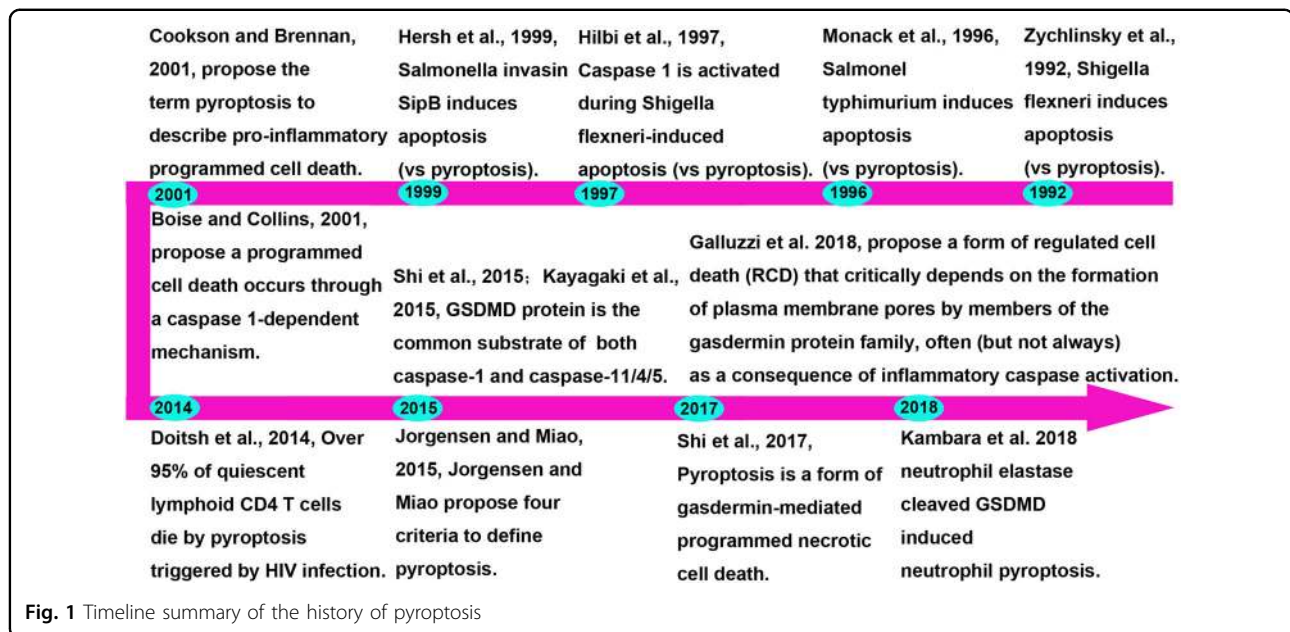 Cookson and Brennan,
2001, propose the
term pyroptosis to
describe pro-inflammatory
programmed cell death.
Hersh et al., 1999,
Salmonella invasin
SipB induces
apoptosis
(vs pyroptosis).
Hilbi et al., 1997,
Caspase 1 is activated
during Shigella
flexneri-induced
apoptosis (vs pyroptosis).
Monack et al., 1996,
Salmonel
typhimurium induces
apoptosis
(vs pyroptosis).
Zychlinsky et al.,
1992, Shigella
flexneri induces
apoptosis
(vs pyroptosis).
2001
1999
1997
1996
1992
Boise and Collins, 2001,
propose a programmed
cell death occurs through
a caspase 1-dependent
mechanism.
Shi et al., 2015; Kayagaki et al.,
2015, GSDMD protein is the
common substrate of both
caspase-1 and caspase-11/4/5.
Galluzzi et al. 2018, propose a form of regulated cell
death (RCD) that critically depends on the formation
of plasma membrane pores by members of the
gasdermin protein family, often (but not always)
as a consequence of inflammatory caspase activation.
2014
2015
2017
2018
Doitsh et al., 2014, Over
95% of quiescent
lymphoid CD4 T cells
die by pyroptosis
triggered by HIV infection.
Jorgensen and Miao,
2015, Jorgensen and
Miao propose four
criteria to define
pyroptosis.
Shi et al., 2017,
Pyroptosis is a form of
gasdermin-mediated
programmed necrotic
cell death.
Kambara et al. 2018
neutrophil elastase
cleaved GSDMD
induced
neutrophil pyroptosis.
Fig. 1 Timeline summary of the history of pyroptosis